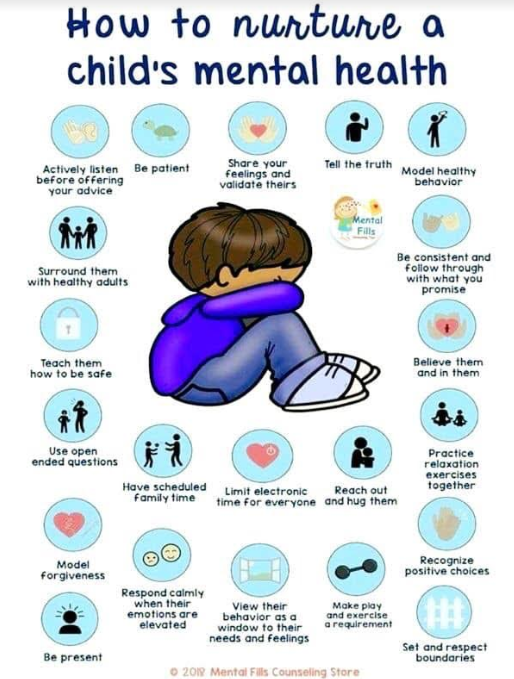 How to nurture a
child's mental health
Actively listen
before offering
your advice
Be patient
Share your
feelings and
validate theirs
Tell the truth
Model healthy
behavior
Mental
Fills
Surround them
with healthy adults
Be consistent and
follow through
with what you
promise
Teach them
how to be safe
Believe them
and in them
Use open
ended questions
Have scheduled
family time
Limit electronic
time for everyone
Reach out
and hug them
Practice
relaxation
exercises
together
Model
forgiveness
Respond calmly
when their
emotions are
elevated
View their
behavior as a
window to their
needs and feelings
Make play
and exercise
a requirement
Recognize
positive choices
Be present
Set and respect
boundaries
© 2018 Mental Fills Counseling Store